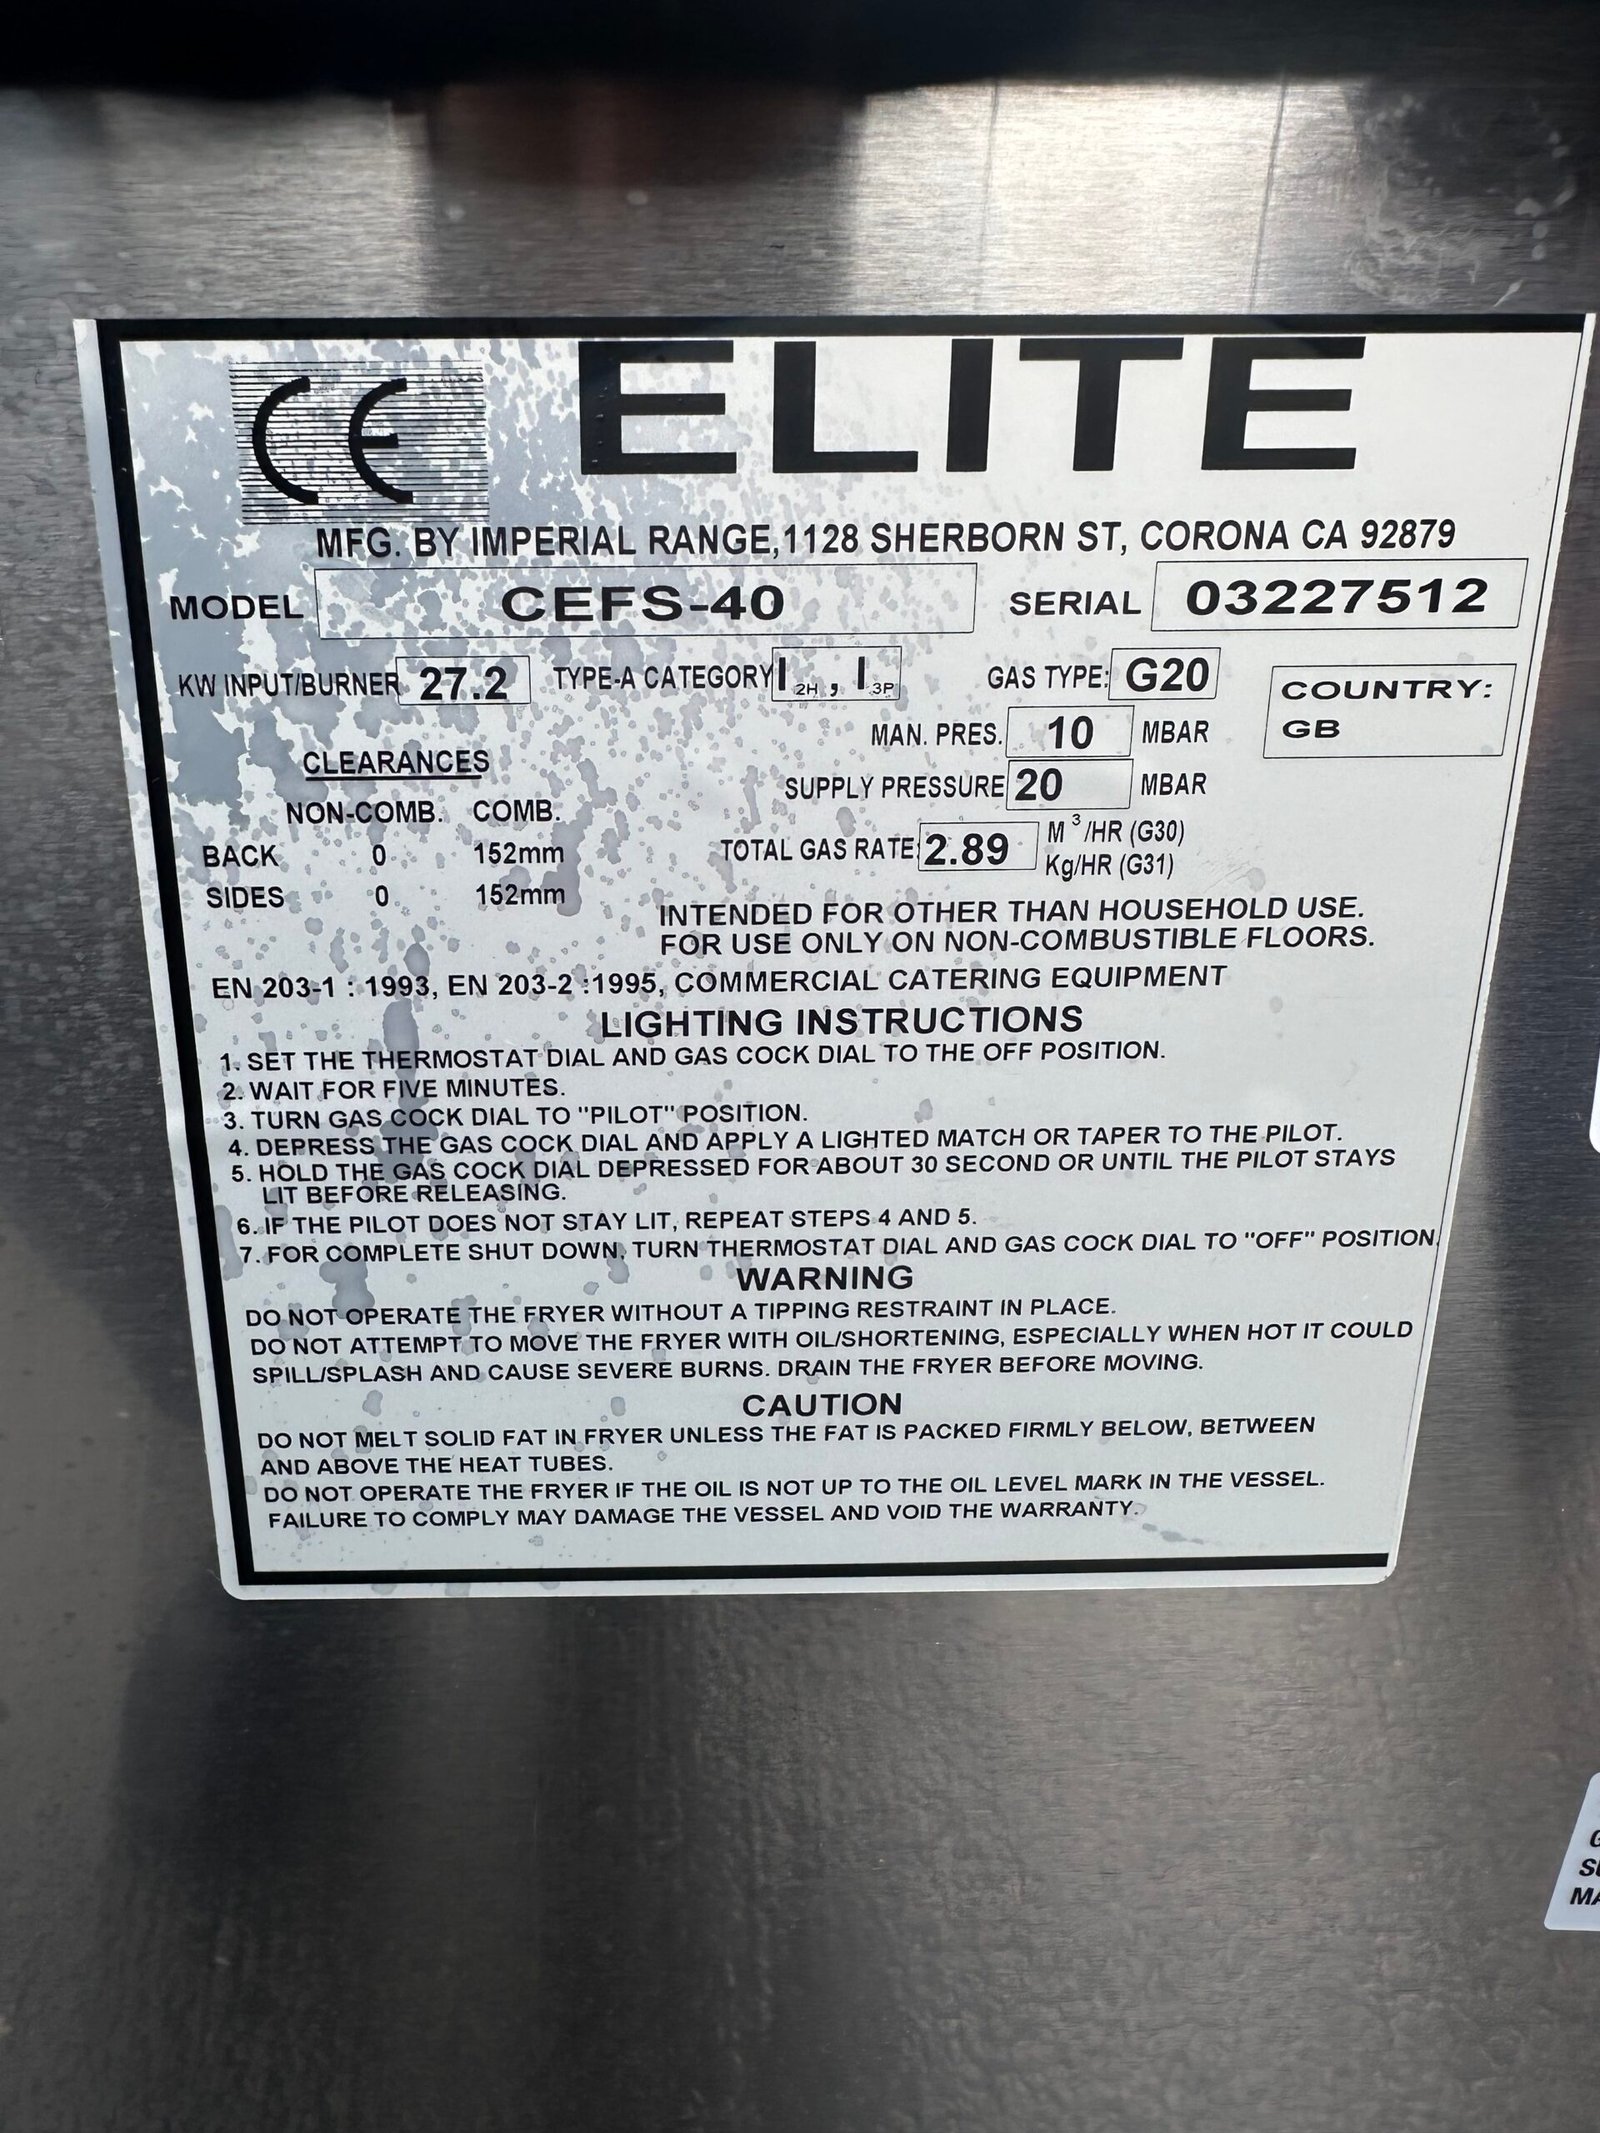 CE ELITE
MFG. BY IMPERIAL RANGE,1128 SHERBORN ST, CORONA CA 92879
MODEL CEFS-40 SERIAL 03227512
KW INPUT/BURNER 27.2 TYPE-A CATEGORY I 2H , I 3P GAS TYPE: G20
COUNTRY:
GB
MAN. PRES. 10 MBAR
SUPPLY PRESSURE 20 MBAR
TOTAL GAS RATE: 2.89 M³/HR (G30)
Kg/HR (G31)
CLEARANCES
NON-COMB. COMB.
BACK 0 152mm
SIDES 0 152mm
INTENDED FOR OTHER THAN HOUSEHOLD USE.
FOR USE ONLY ON NON-COMBUSTIBLE FLOORS.
EN 203-1 : 1993, EN 203-2 :1995, COMMERCIAL CATERING EQUIPMENT
LIGHTING INSTRUCTIONS
1. SET THE THERMOSTAT DIAL AND GAS COCK DIAL TO THE OFF POSITION.
2. WAIT FOR FIVE MINUTES.
3. TURN GAS COCK DIAL TO "PILOT" POSITION.
4. DEPRESS THE GAS COCK DIAL AND APPLY A LIGHTED MATCH OR TAPER TO THE PILOT.
5. HOLD THE GAS COCK DIAL DEPRESSED FOR ABOUT 30 SECOND OR UNTIL THE PILOT STAYS
LIT BEFORE RELEASING.
6. IF THE PILOT DOES NOT STAY LIT, REPEAT STEPS 4 AND 5.
7. FOR COMPLETE SHUT DOWN, TURN THERMOSTAT DIAL AND GAS COCK DIAL TO "OFF" POSITION.
WARNING
DO NOT OPERATE THE FRYER WITHOUT A TIPPING RESTRAINT IN PLACE.
DO NOT ATTEMPT TO MOVE THE FRYER WITH OIL/SHORTENING, ESPECIALLY WHEN HOT IT COULD
SPILL/SPLASH AND CAUSE SEVERE BURNS. DRAIN THE FRYER BEFORE MOVING.
CAUTION
DO NOT MELT SOLID FAT IN FRYER UNLESS THE FAT IS PACKED FIRMLY BELOW, BETWEEN
AND ABOVE THE HEAT TUBES.
DO NOT OPERATE THE FRYER IF THE OIL IS NOT UP TO THE OIL LEVEL MARK IN THE VESSEL.
FAILURE TO COMPLY MAY DAMAGE THE VESSEL AND VOID THE WARRANTY.